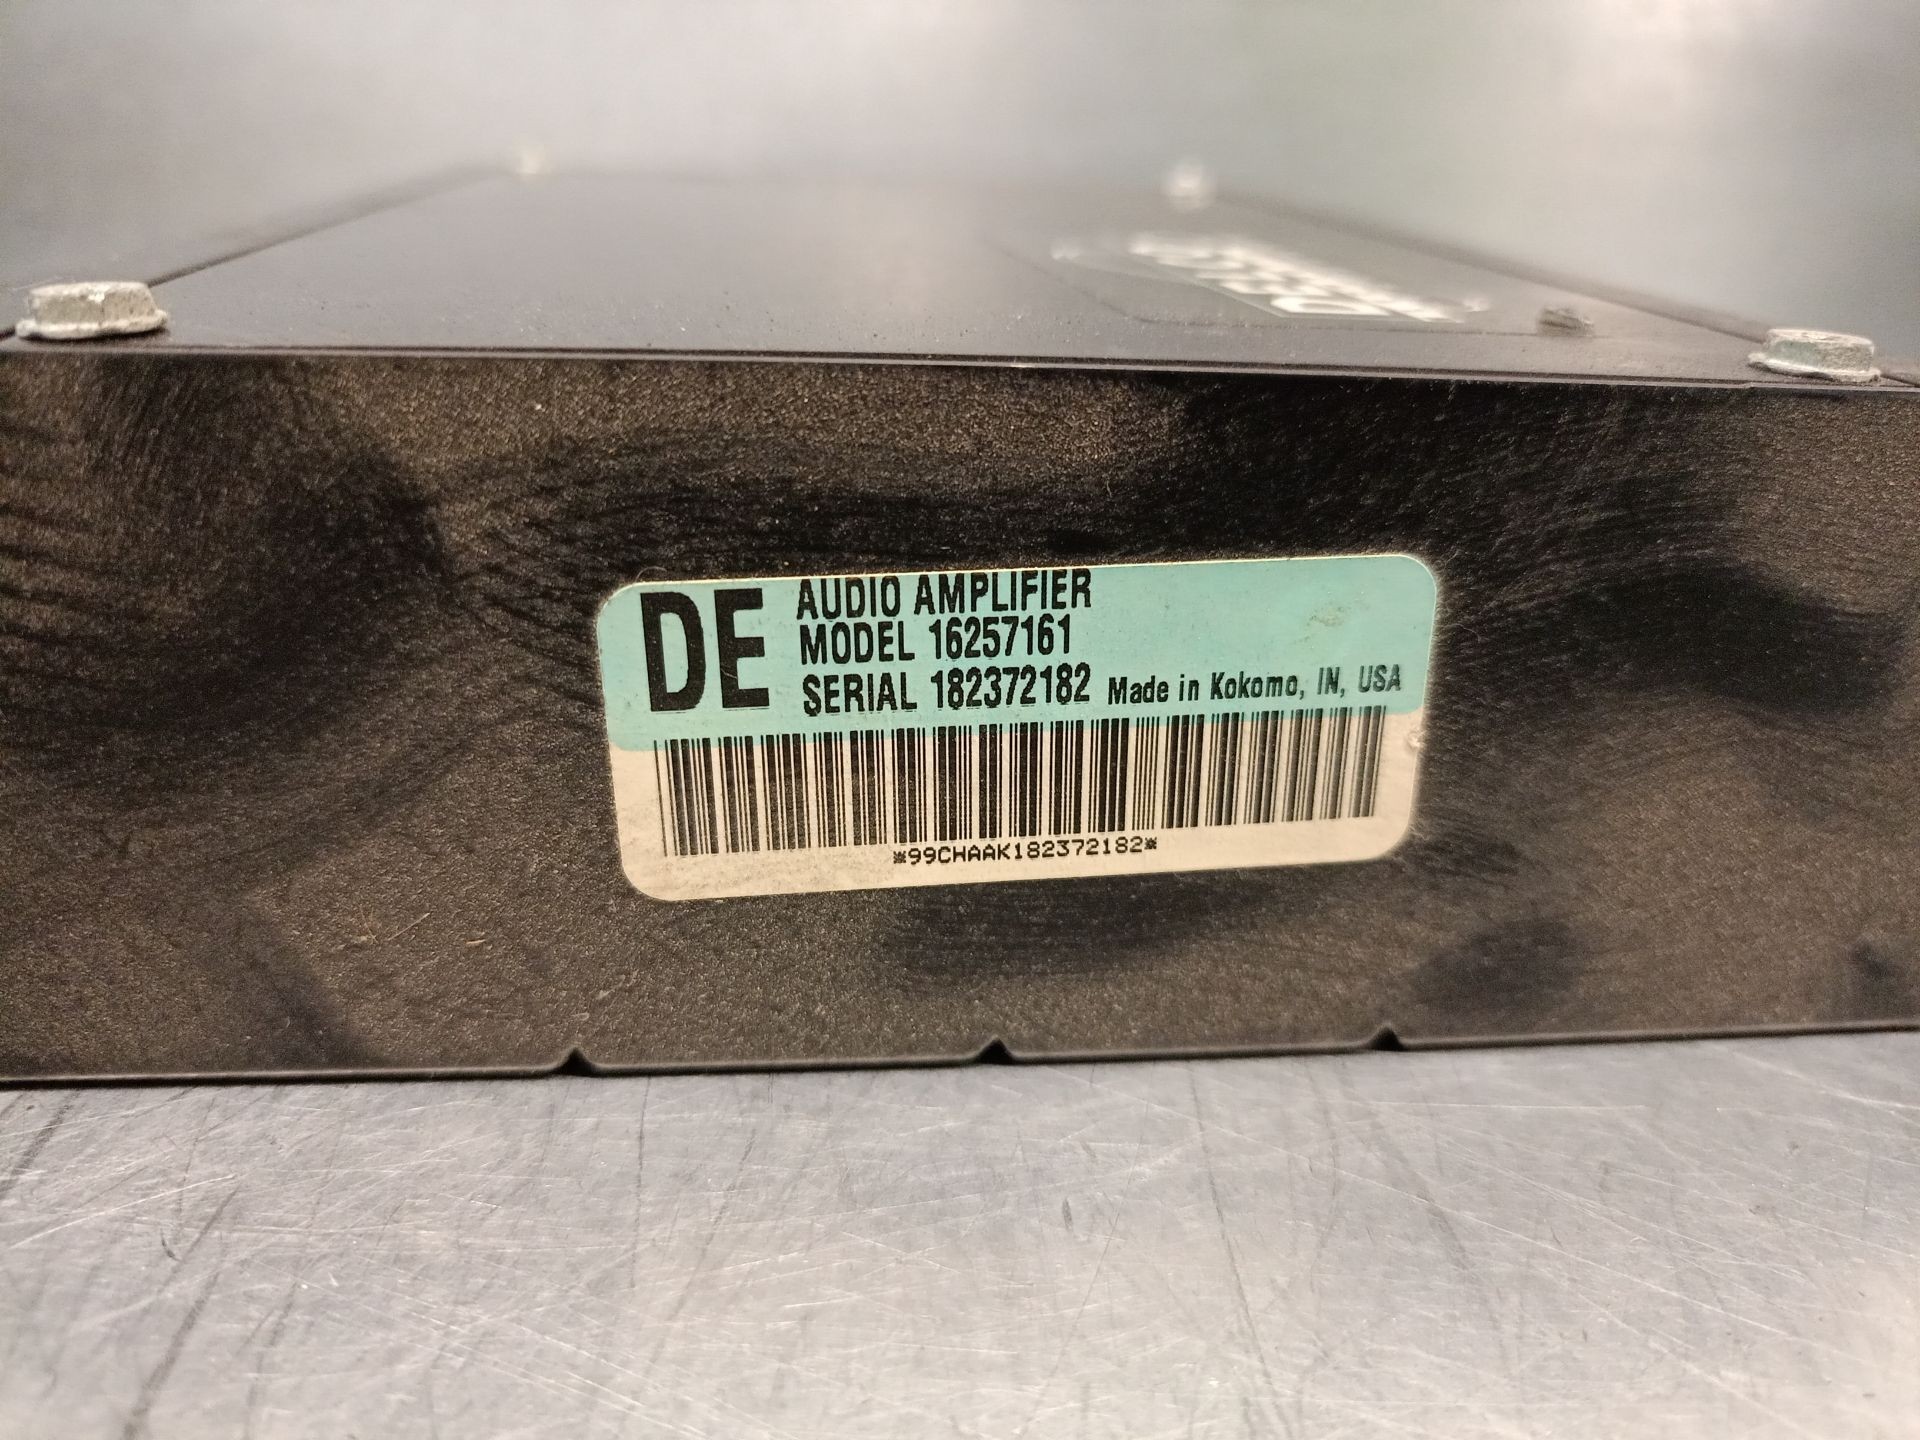 DE
AUDIO AMPLIFIER
MODEL 16257161
SERIAL 182372182 Made in Kokomo, IN, USA
*99CHAAK182372182*